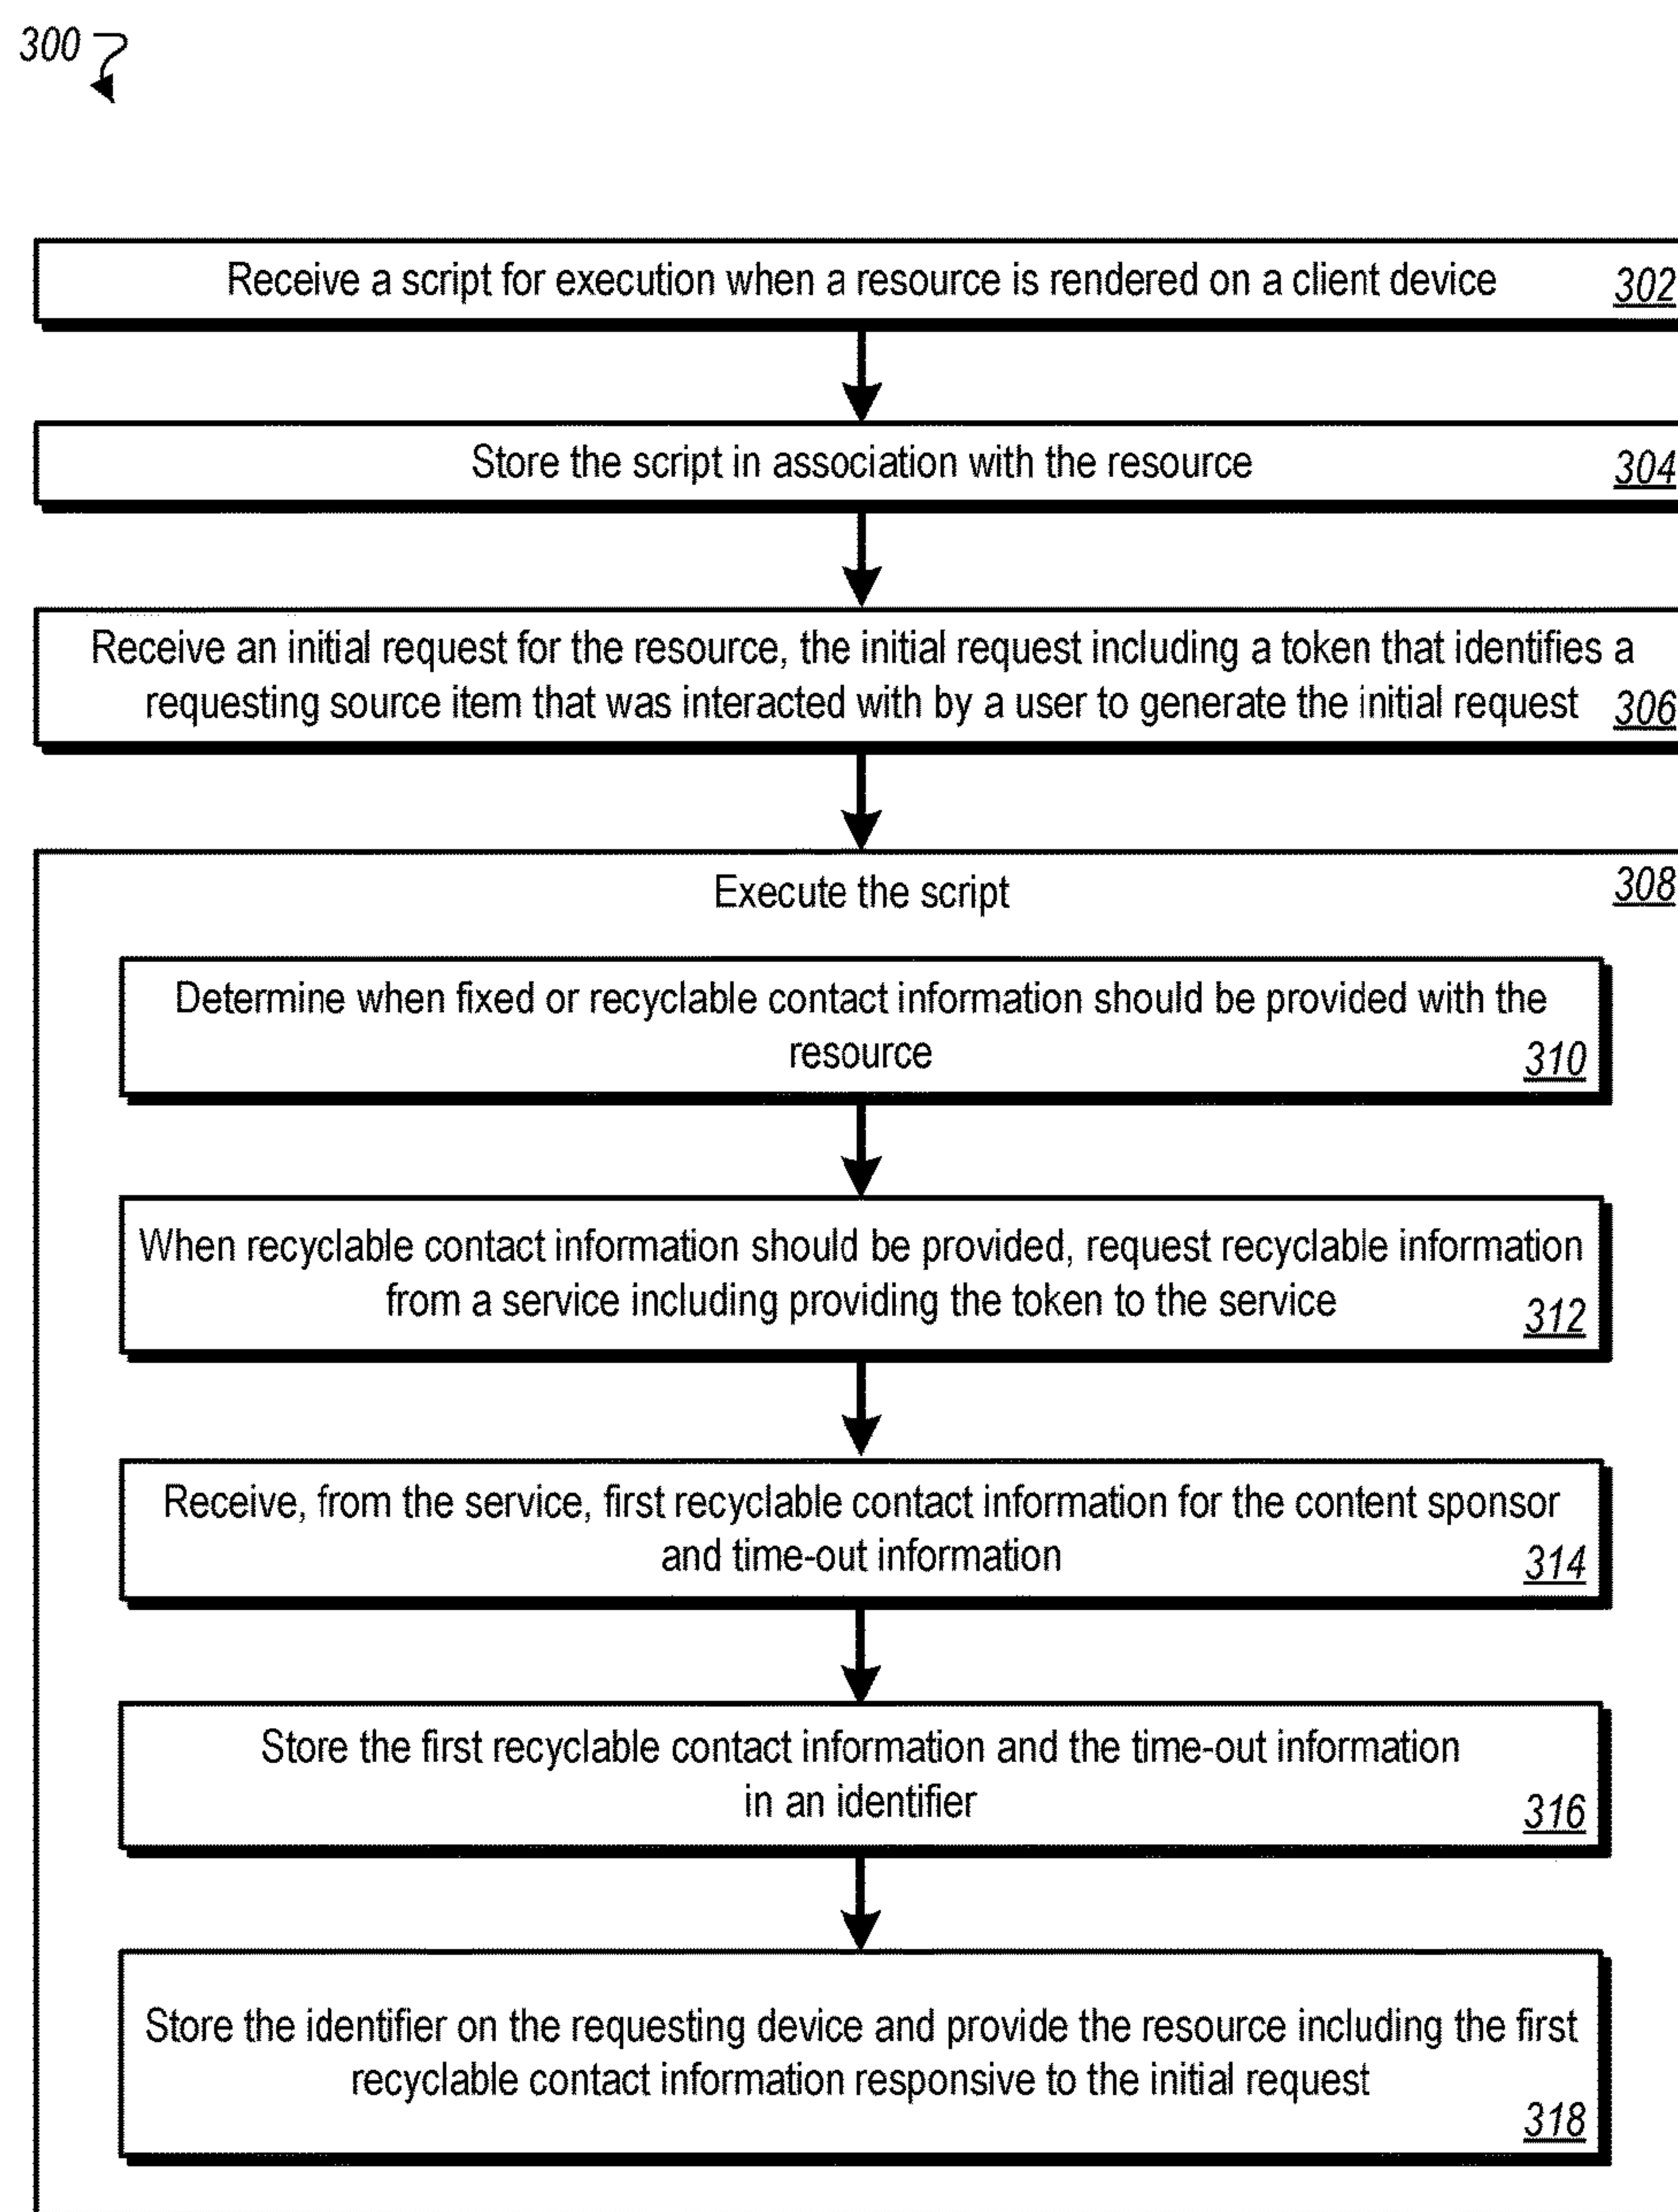 300
Receive a script for execution when a resource is rendered on a client device
302
Store the script in association with the resource
304
Receive an initial request for the resource, the initial request including a token that identifies a
requesting source item that was interacted with by a user to generate the initial request
306
Execute the script
308
Determine when fixed or recyclable contact information should be provided with the
resource
310
When recyclable contact information should be provided, request recyclable information
from a service including providing the token to the service
312
Receive, from the service, first recyclable contact information for the content sponsor
and time-out information
314
Store the first recyclable contact information and the time-out information
in an identifier
316
Store the identifier on the requesting device and provide the resource including the first
recyclable contact information responsive to the initial request
318